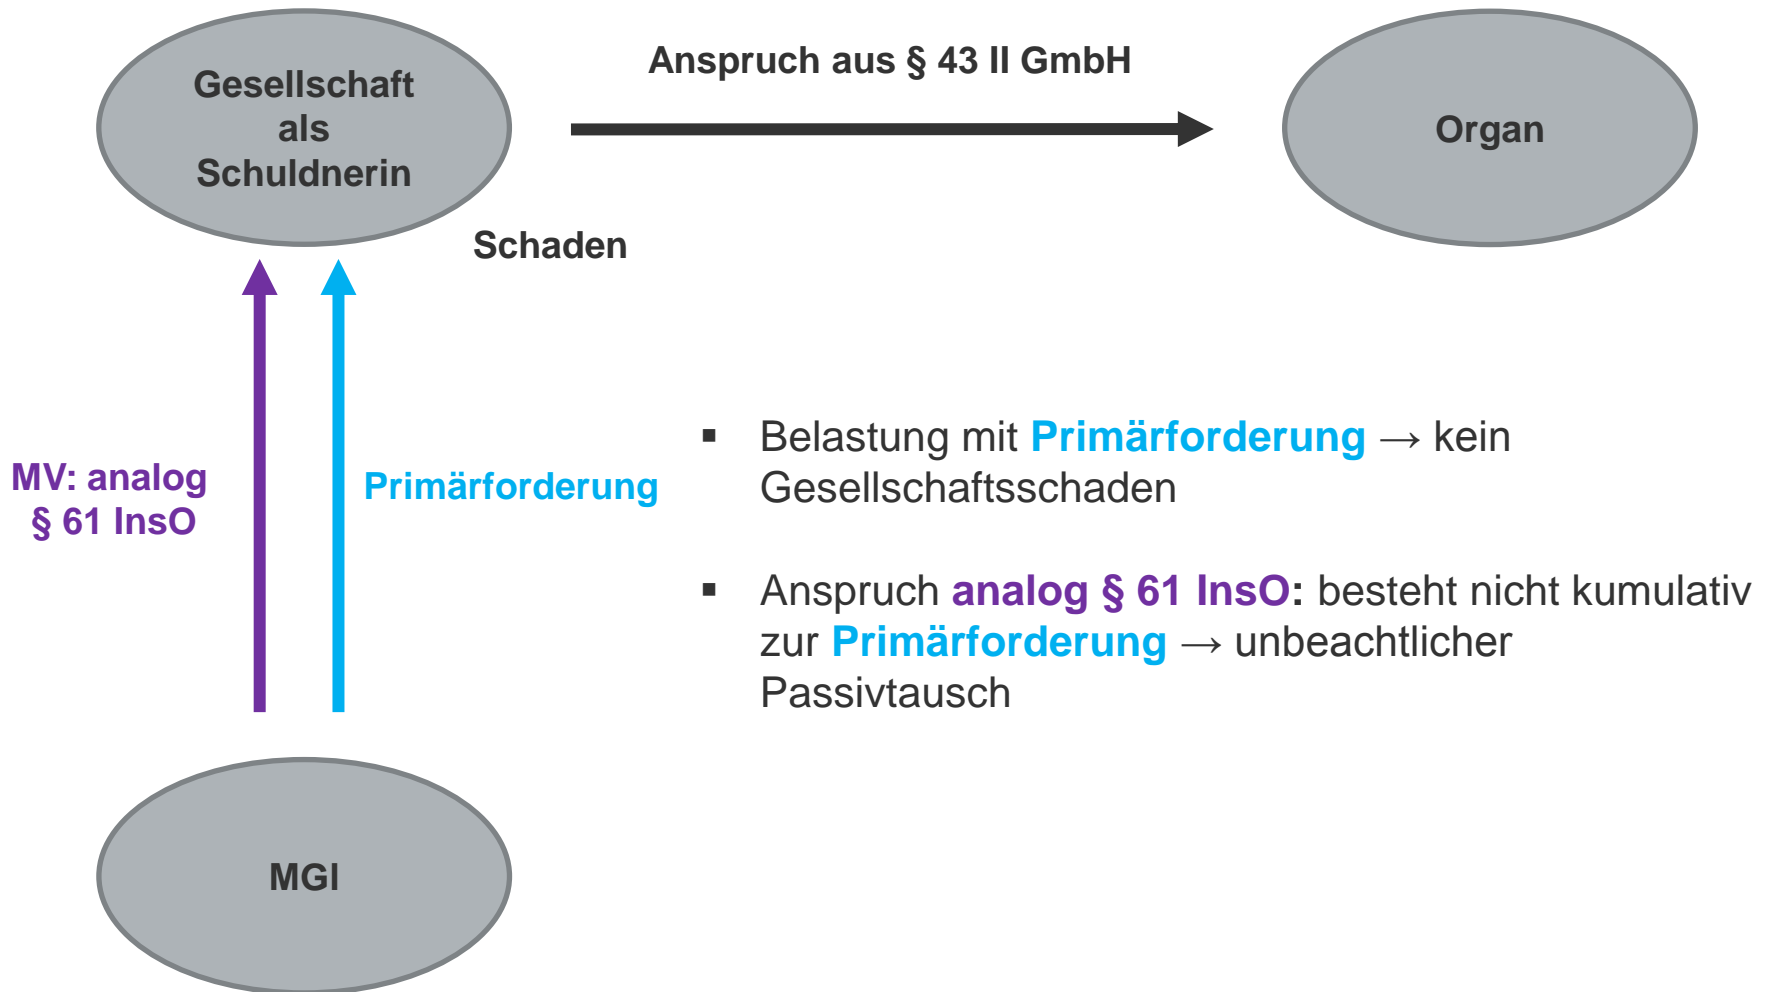 Gesellschaft
als
Schuldnerin
Anspruch aus § 43 II GmbH
Organ
Schaden
MV: analog
§ 61 InsO
Primärforderung
▪ Belastung mit Primärforderung → kein
Gesellschaftsschaden
▪ Anspruch analog § 61 InsO: besteht nicht kumulativ
zur Primärforderung → unbeachtlicher
Passivtausch
MGl